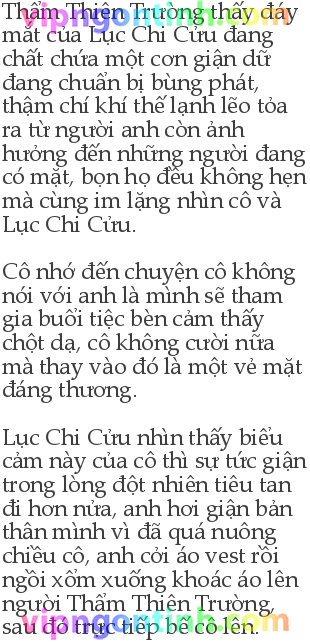 Thẩm Thiên Trường thấy đáy
mắt của Lục Chi Cửu đang
chất chứa một cơn giận dữ
đang chuẩn bị bùng phát,
thậm chí khí thế lạnh lẽo tỏa
ra từ người anh còn ảnh
hưởng đến những người đang
có mặt, bọn họ đều không hẹn
mà cùng im lặng nhìn cô và
Lục Chi Cửu.
Cô nhớ đến chuyện cô không
nói với anh là mình sẽ tham
gia buổi tiệc bèn cảm thấy
chột dạ, cô không cười nữa
mà thay vào đó là một vẻ mặt
đáng thương.
Lục Chi Cửu nhìn thấy biểu
cảm này của cô thì sự tức giận
trong lòng đột nhiên tiêu tan
đi hơn nửa, anh hơi giận bản
thân mình vì đã quá nuông
chiều cô, anh cởi áo vest rồi
ngồi xổm xuống khoác áo lên
người Thẩm Thiên Trường,
sau đó trực tiếp bế cô lên.
vipngontinh.com
vipngontinh.com